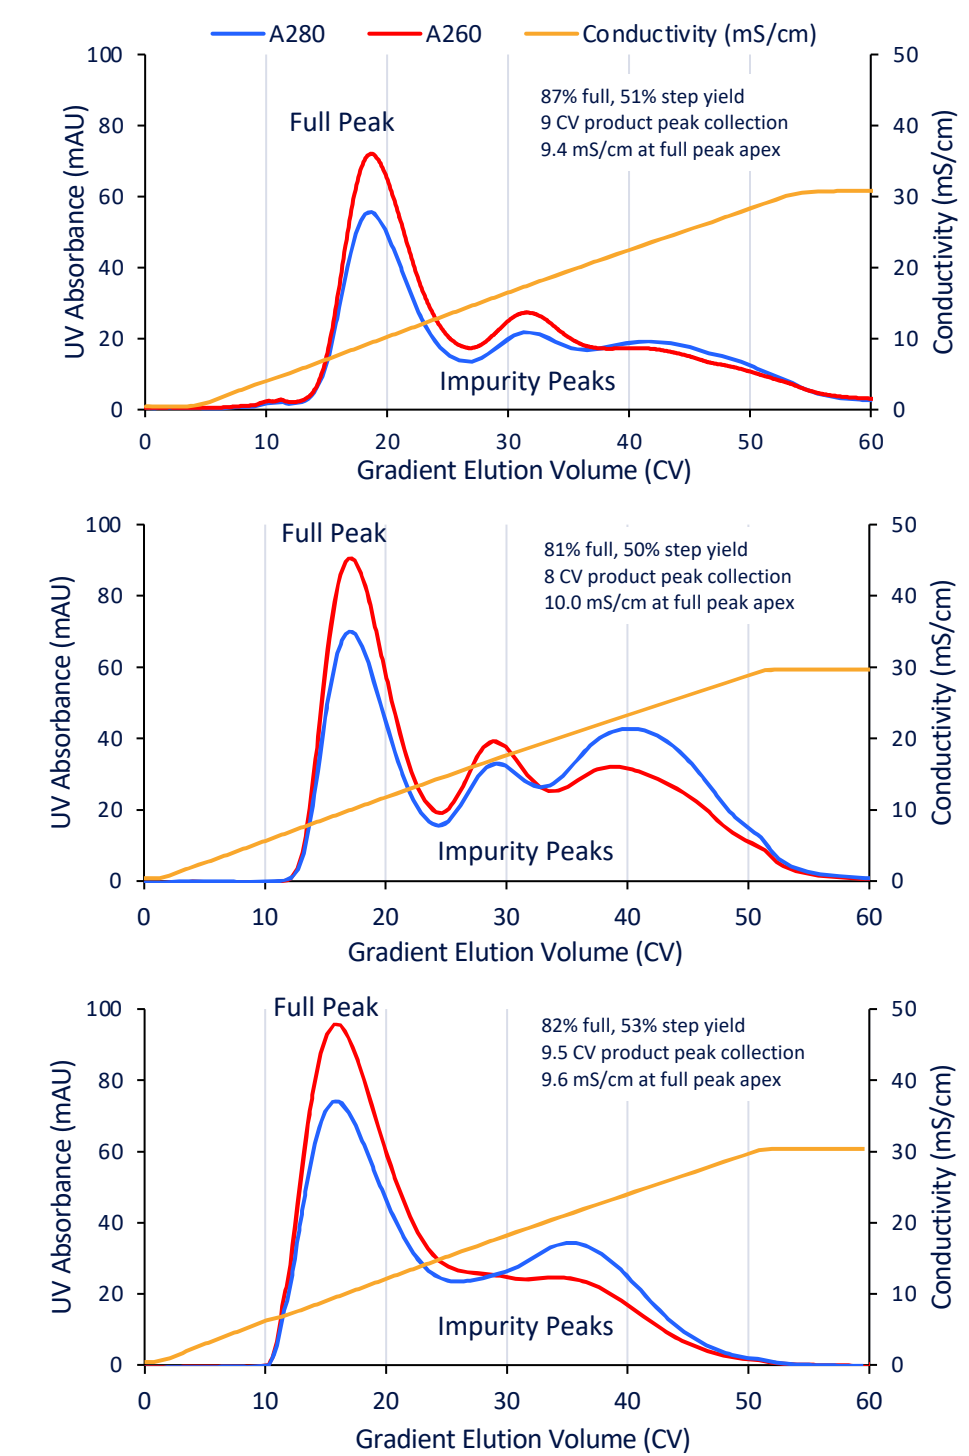 A280 A260 Conductivity (mS/cm)
100 50
87% full, 51% step yield
Full Peak
9 CV product peak collection
80 40
9.4 mS/cm at full peak apex
60 30
40 20
20 10
Impurity Peaks
0 0
0 10 20 30 40 50 60
UV Absorbance (mAU)
Conductivity (mS/cm)
Gradient Elution Volume (CV)
100 50
Full Peak
81% full, 50% step yield
8 CV product peak collection
80 40
10.0 mS/cm at full peak apex
60 30
40 20
20 10
Impurity Peaks
0 0
0 10 20 30 40 50 60
UV Absorbance (mAU)
Conductivity (mS/cm)
Gradient Elution Volume (CV)
Full Peak
100 50
82% full, 53% step yield
9.5 CV product peak collection
80 40
9.6 mS/cm at full peak apex
60 30
40 20
20 10
Impurity Peaks
0 0
0 10 20 30 40 50 60
UV Absorbance (mAU)
Conductivity (mS/cm)
Gradient Elution Volume (CV)